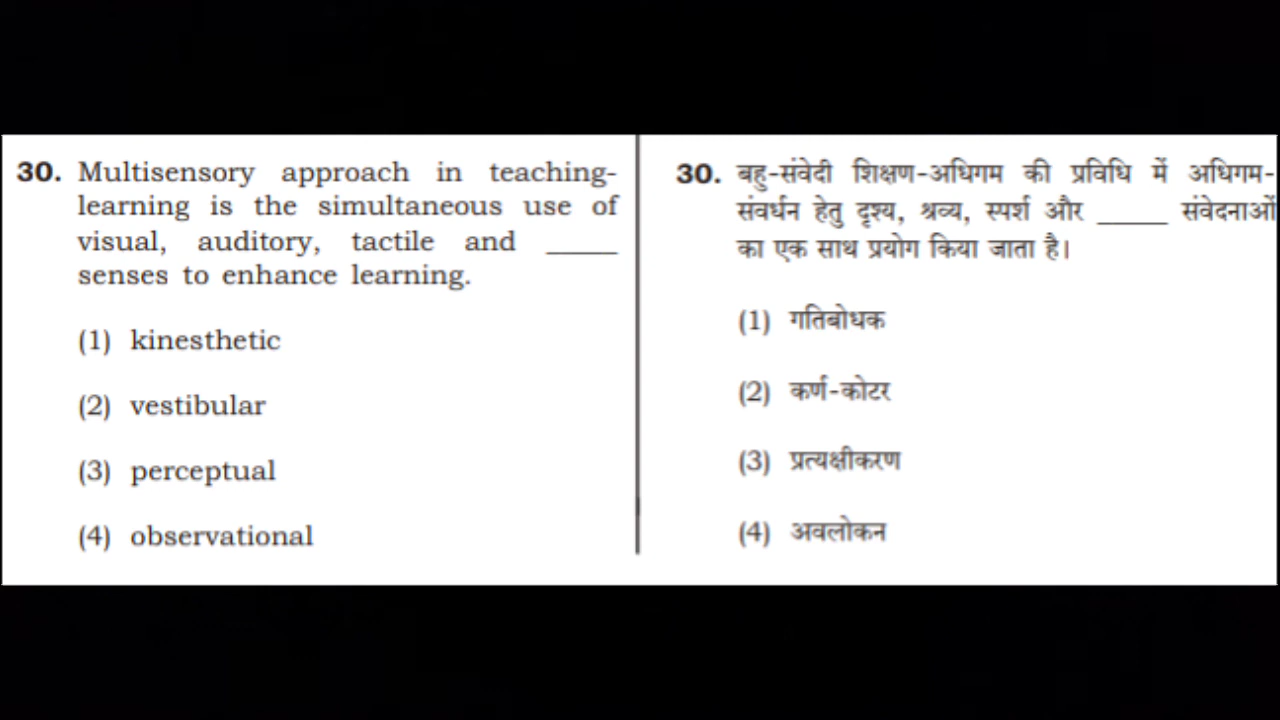 30. Multisensory approach in teaching-
learning is the simultaneous use of
visual, auditory, tactile and _____
senses to enhance learning.
(1) kinesthetic
(2) vestibular
(3) perceptual
(4) observational
30. बहु-संवेदी शिक्षण-अधिगम की प्रविधि में अधिगम-
संवर्धन हेतु दृश्य, श्रव्य, स्पर्श और _____ संवेदनाओं
का एक साथ प्रयोग किया जाता है।
(1) गतिबोधक
(2) कर्ण-कोटर
(3) प्रत्यक्षीकरण
(4) अवलोकन